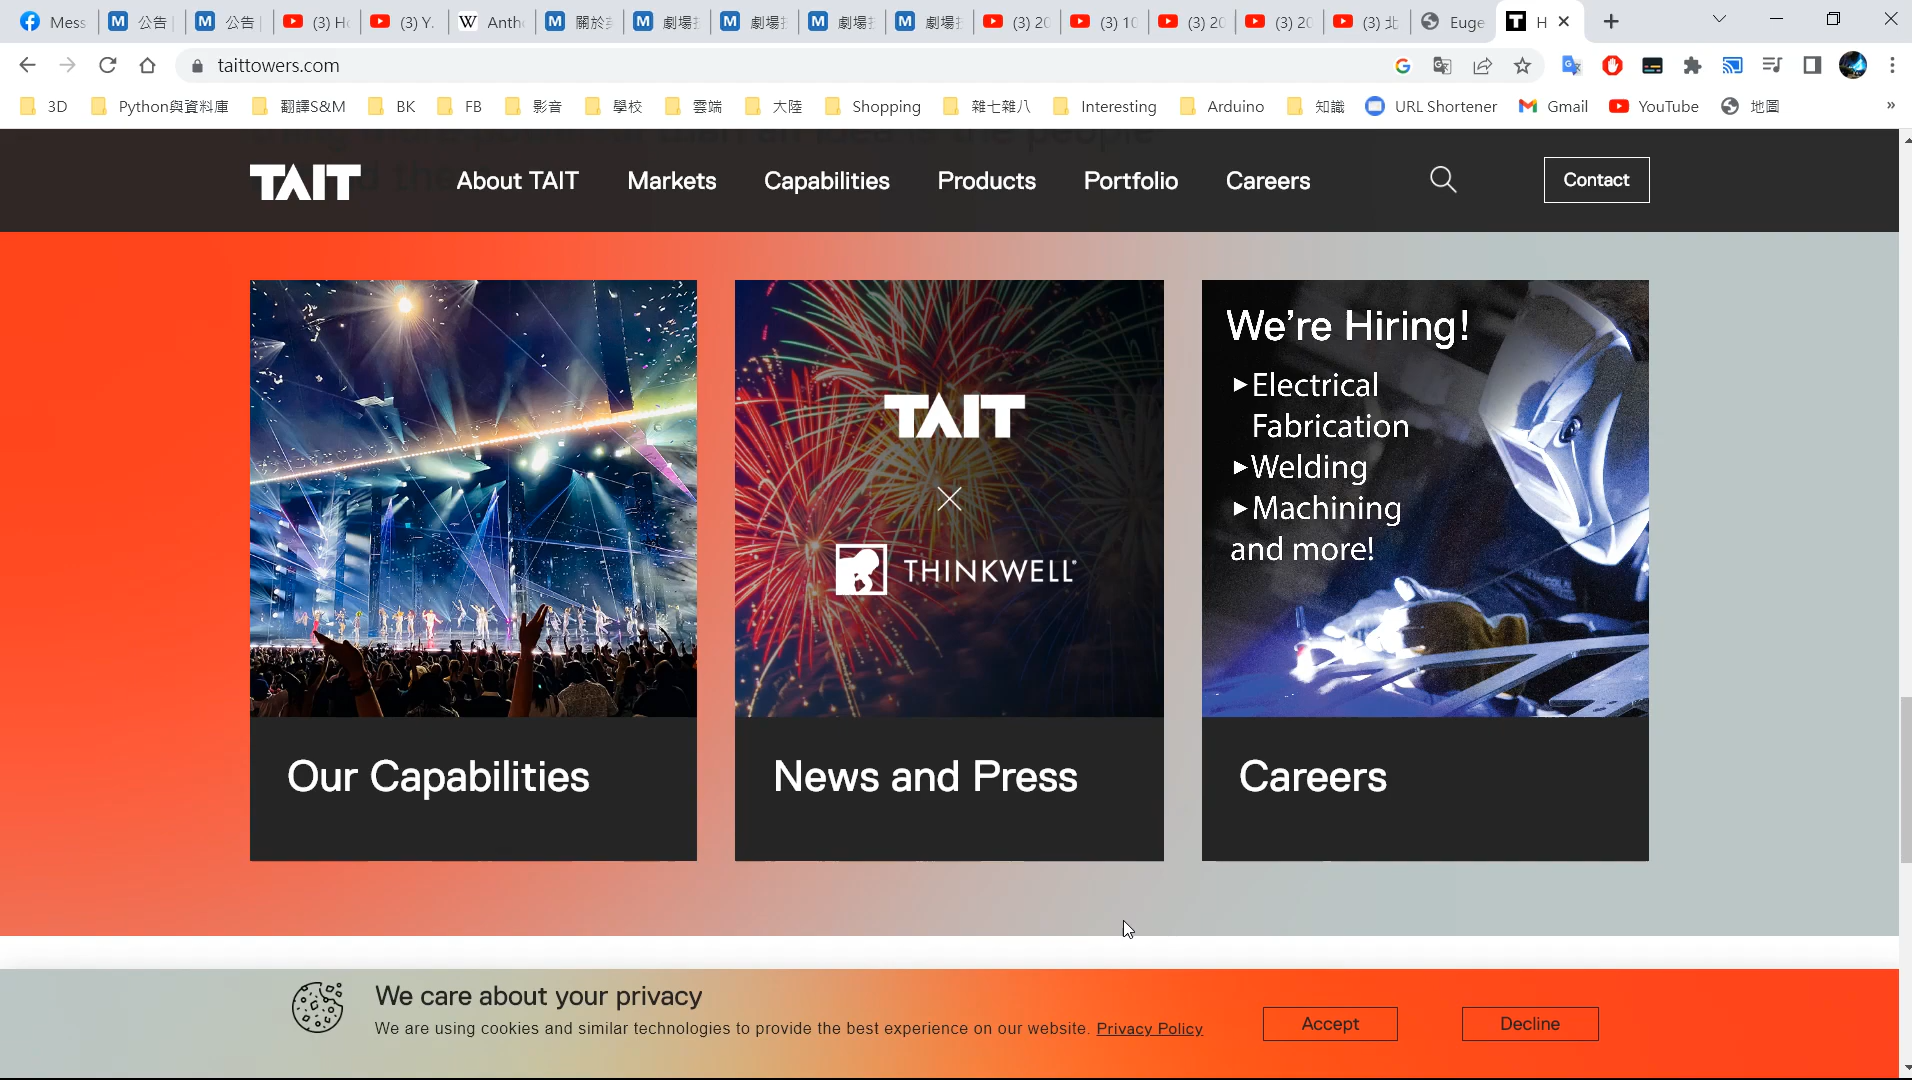 Mess
公告
公告
(3) H
(3) Y.
Anth
關於
劇場
劇場
劇場
劇場
(3) 20
(3) 10
(3) 20
(3) 20
(3) 北
Euge
H
taittowers.com
3D
Python與資料庫
翻譯S&M
BK
FB
影音
學校
雲端
大陸
Shopping
雜七雜八
Interesting
Arduino
知識
URL Shortener
Gmail
YouTube
地圖
TAIT
About TAIT
Markets
Capabilities
Products
Portfolio
Careers
Contact
TAIT
THINKWELL
We're Hiring!
▸Electrical
Fabrication
▸Welding
▸Machining
and more!
Our Capabilities
News and Press
Careers
We care about your privacy
We are using cookies and similar technologies to provide the best experience on our website. Privacy Policy
Accept
Decline